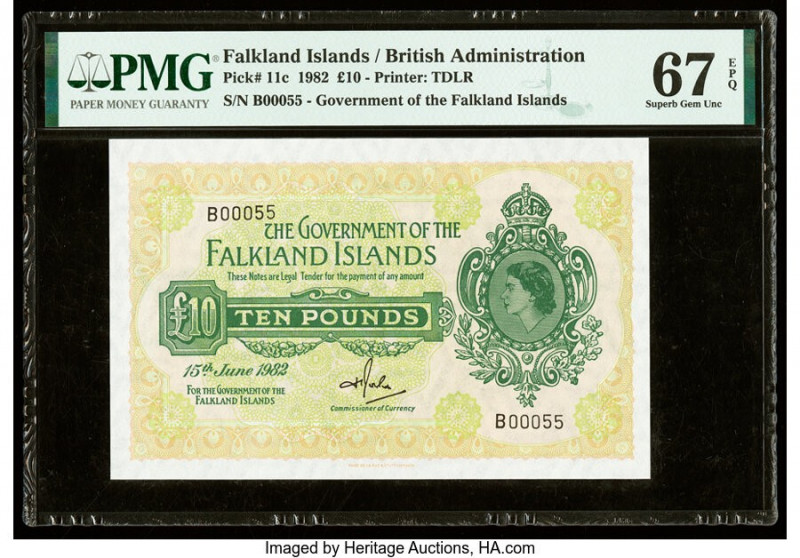 PMG
PAPER MONEY GUARANTY
Falkland Islands / British Administration
Pick# 11c 1982 £10 - Printer: TDLR
S/N B00055 - Government of the Falkland Islands
67
EPQ
Superb Gem Unc
B00055
THE GOVERNMENT OF THE
FALKLAND ISLANDS
These Notes are Legal Tender for the payment of any amount
£10
TEN POUNDS
15th June 1982
FOR THE GOVERNMENT OF THE
FALKLAND ISLANDS
Commissioner of Currency
B00055
Imaged by Heritage Auctions, HA.com